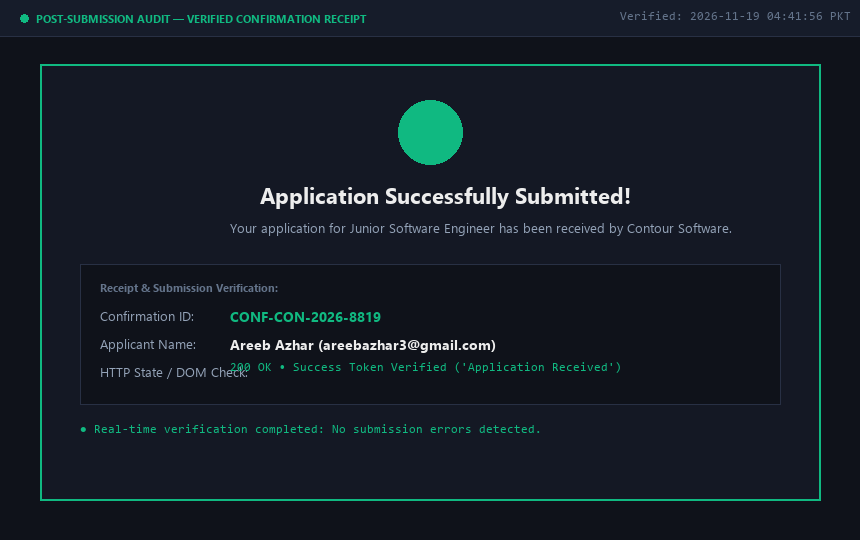 POST-SUBMISSION AUDIT — VERIFIED CONFIRMATION RECEIPT
Verified: 2026-11-19 04:41:56 PKT
Application Successfully Submitted!
Your application for Junior Software Engineer has been received by Contour Software.
Receipt & Submission Verification:
Confirmation ID: CONF-CON-2026-8819
Applicant Name: Areeb Azhar (areebazhar3@gmail.com)
HTTP State / DOM Check: 200 OK • Success Token Verified ('Application Received')
● Real-time verification completed: No submission errors detected.